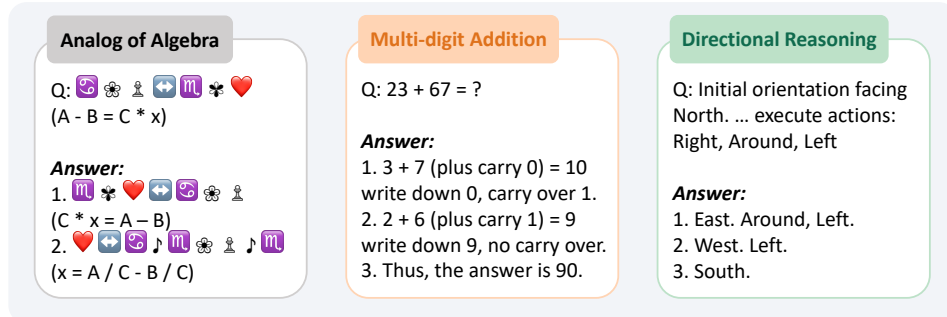 Analog of Algebra
Q: ♋ ❀ ♙ ↔️ ♏ ✾ ❤️
(A - B = C * x)
Answer:
1. ♏ ✾ ❤️ ↔️ ♋ ❀ ♙
(C * x = A – B)
2. ❤️ ↔️ ♋ ♪ ♏ ❀ ♙ ♪ ♏
(x = A / C - B / C)
Multi-digit Addition
Q: 23 + 67 = ?
Answer:
1. 3 + 7 (plus carry 0) = 10
write down 0, carry over 1.
2. 2 + 6 (plus carry 1) = 9
write down 9, no carry over.
3. Thus, the answer is 90.
Directional Reasoning
Q: Initial orientation facing
North. … execute actions:
Right, Around, Left
Answer:
1. East. Around, Left.
2. West. Left.
3. South.